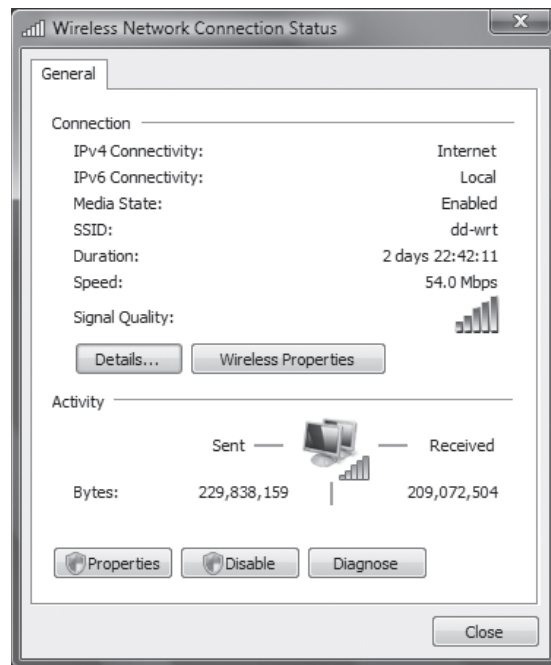 Wireless Network Connection Status
General
Connection
IPv4 Connectivity: Internet
IPv6 Connectivity: Local
Media State: Enabled
SSID: dd-wrt
Duration: 2 days 22:42:11
Speed: 54.0 Mbps
Signal Quality:
Details... Wireless Properties
Activity
Sent Received
Bytes: 229,838,159 209,072,504
Properties Disable Diagnose
Close